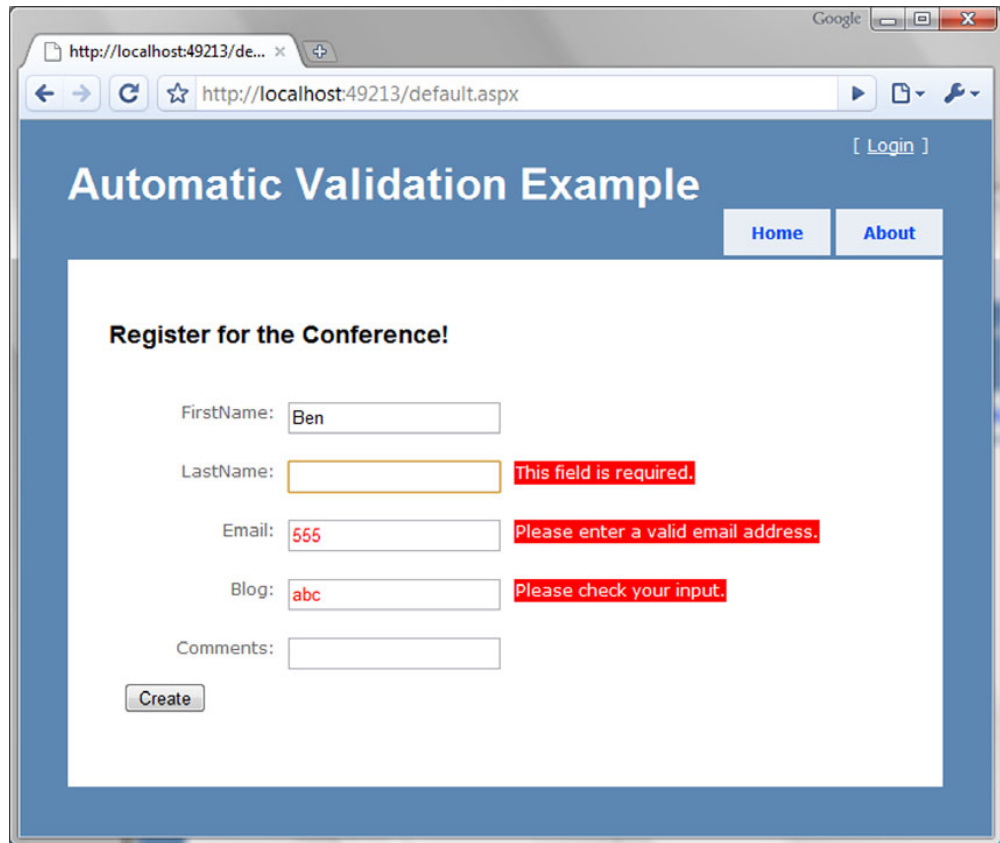 Google
http://localhost:49213/de...
http://localhost:49213/default.aspx
[ Login ]
Automatic Validation Example
Home About
Register for the Conference!
FirstName: Ben
LastName: This field is required.
Email: 555 Please enter a valid email address.
Blog: abc Please check your input.
Comments:
Create